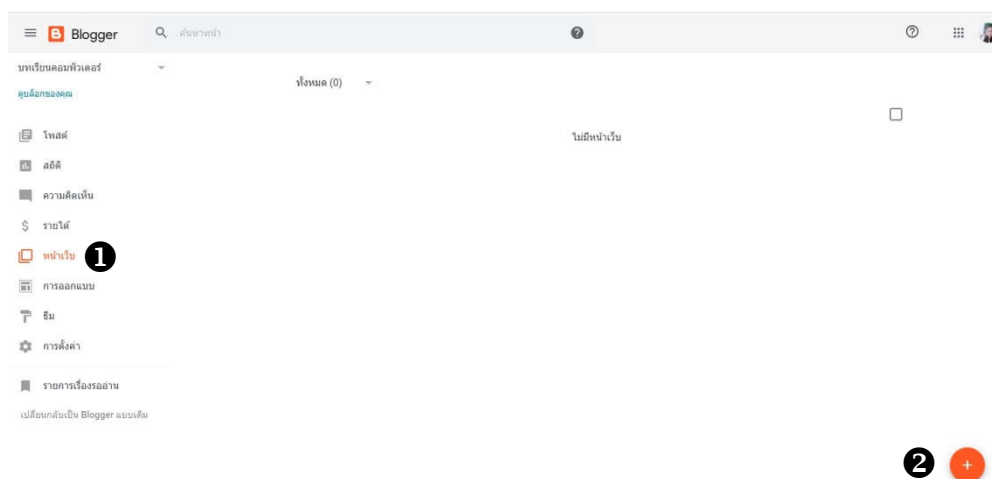 Blogger
ค้นหาหน้า
บทเรียนคอมพิวเตอร์
ดูบล็อกของคุณ
ทั้งหมด (0)
ไม่มีหน้าเว็บ
โพสต์
สถิติ
ความคิดเห็น
$ รายได้
หน้าเว็บ 1
การออกแบบ
ธีม
การตั้งค่า
รายการเรื่องรออ่าน
เปลี่ยนกลับเป็น Blogger แบบเดิม
2 +